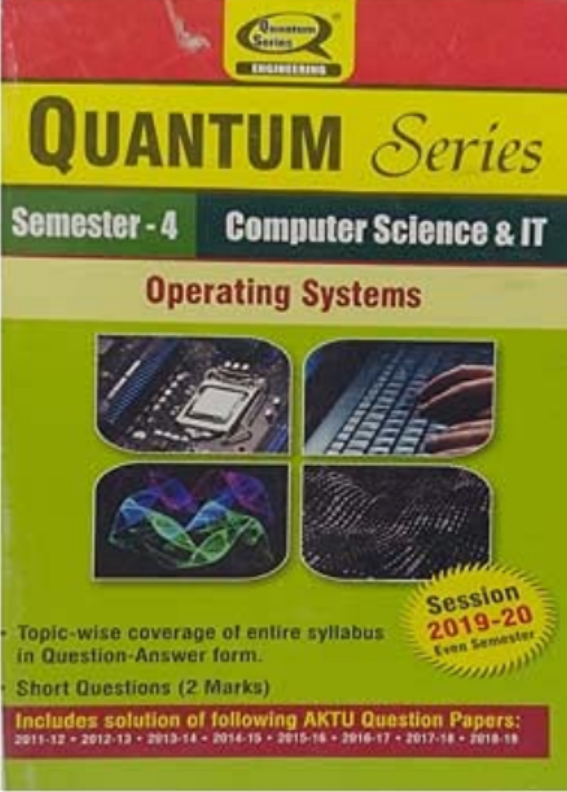 Quantum
Series
ENGINEERING
QUANTUM Series
Semester - 4 Computer Science & IT
Operating Systems
Session
2019-20
Even Semester
• Topic-wise coverage of entire syllabus
in Question-Answer form.
• Short Questions (2 Marks)
Includes solution of following AKTU Question Papers:
2011-12 • 2012-13 • 2013-14 • 2014-15 • 2015-16 • 2016-17 • 2017-18 • 2018-19